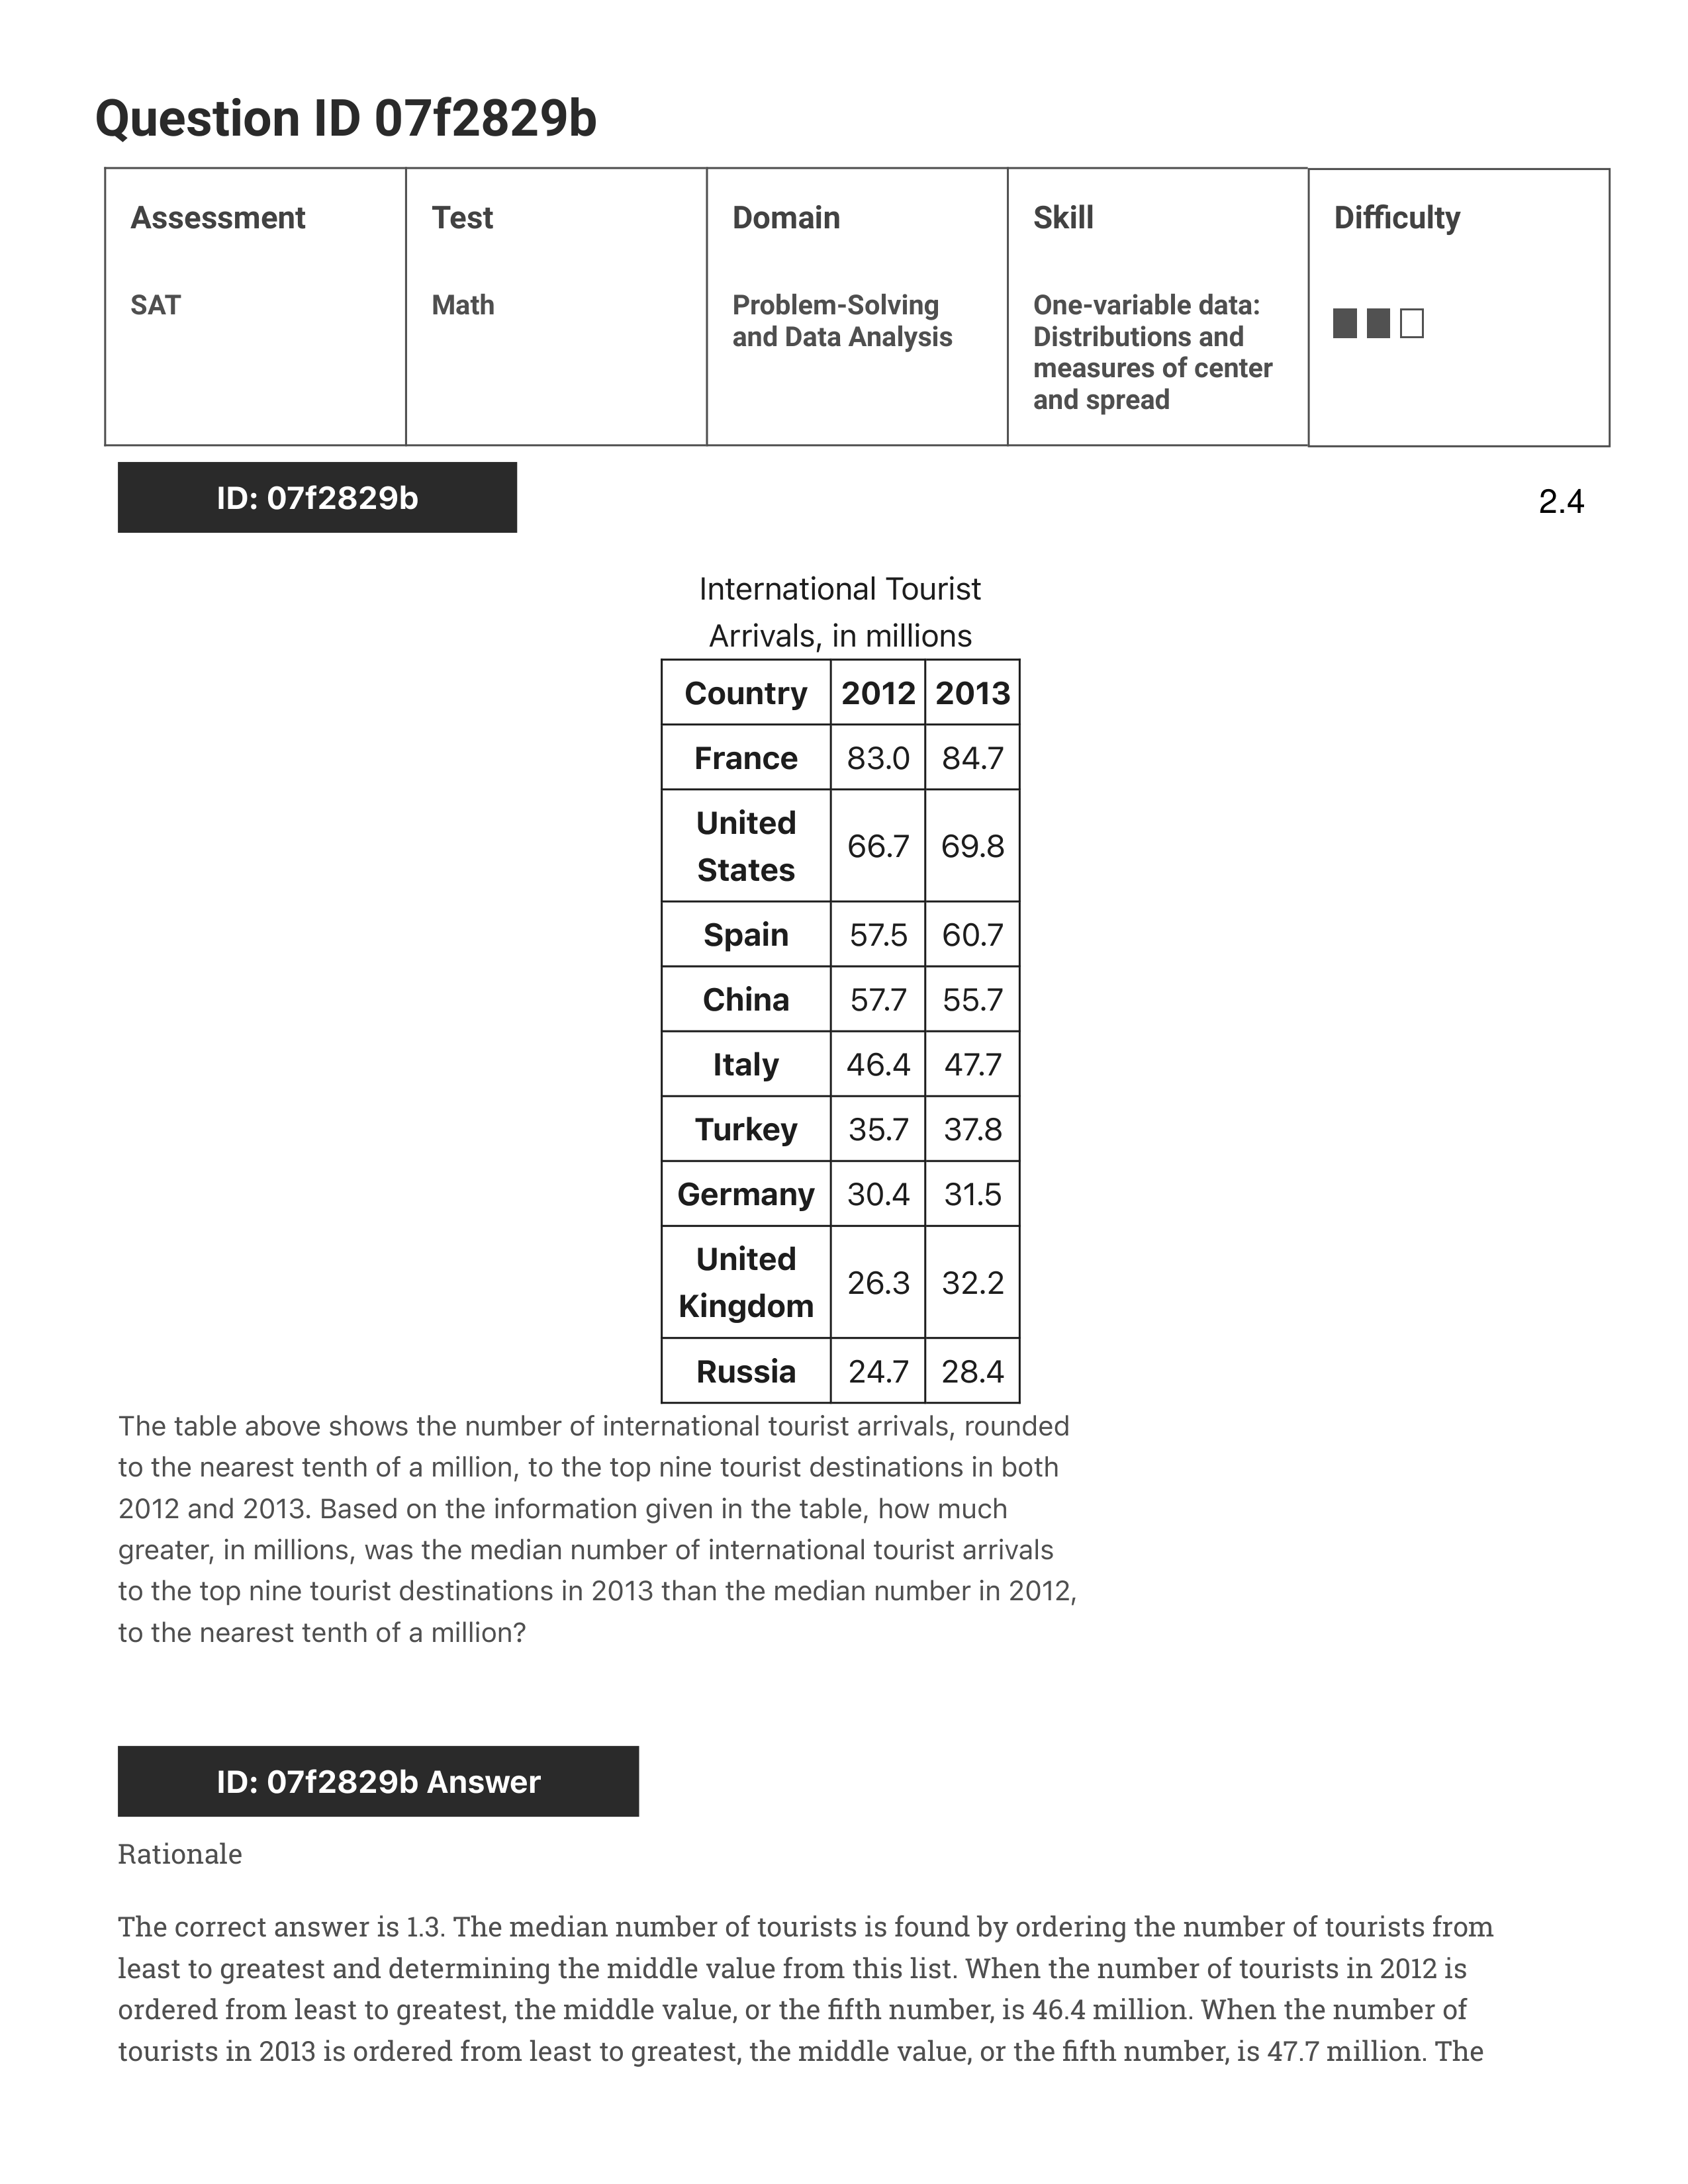 Question ID 07f2829b
Assessment Test Domain Skill Difficulty
SAT Math Problem-Solving and Data Analysis One-variable data: Distributions and measures of center and spread
ID: 07f2829b
2.4
International Tourist
Arrivals, in millions
Country 2012 2013
France 83.0 84.7
United States 66.7 69.8
Spain 57.5 60.7
China 57.7 55.7
Italy 46.4 47.7
Turkey 35.7 37.8
Germany 30.4 31.5
United Kingdom 26.3 32.2
Russia 24.7 28.4
The table above shows the number of international tourist arrivals, rounded
to the nearest tenth of a million, to the top nine tourist destinations in both
2012 and 2013. Based on the information given in the table, how much
greater, in millions, was the median number of international tourist arrivals
to the top nine tourist destinations in 2013 than the median number in 2012,
to the nearest tenth of a million?
ID: 07f2829b Answer
Rationale
The correct answer is 1.3. The median number of tourists is found by ordering the number of tourists from
least to greatest and determining the middle value from this list. When the number of tourists in 2012 is
ordered from least to greatest, the middle value, or the fifth number, is 46.4 million. When the number of
tourists in 2013 is ordered from least to greatest, the middle value, or the fifth number, is 47.7 million. The